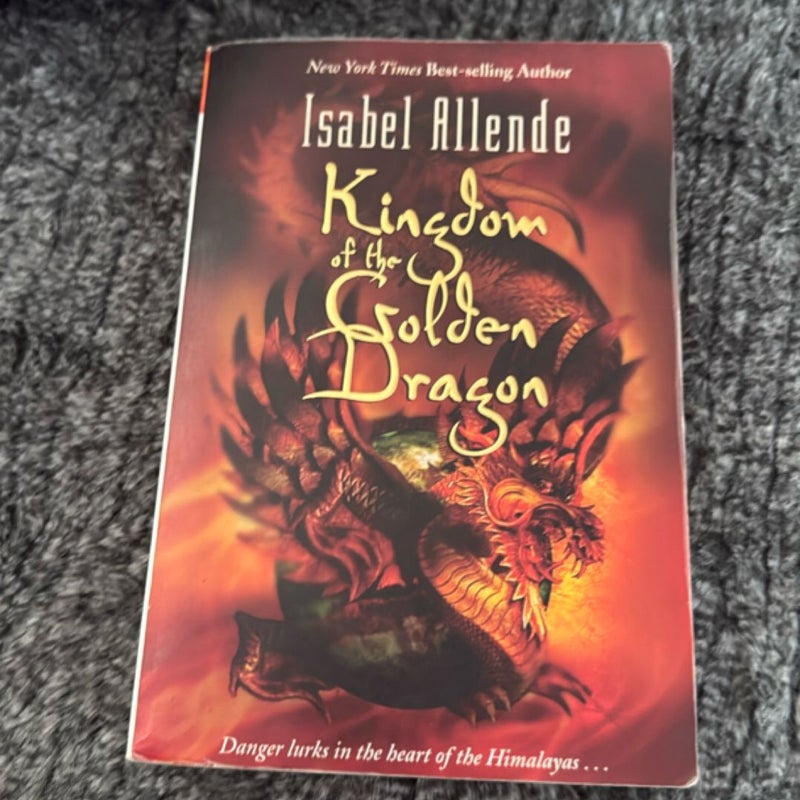 New York Times Best-selling Author
Isabel Allende
Kingdom
of the
Golden
Dragon
Danger lurks in the heart of the Himalayas . . .